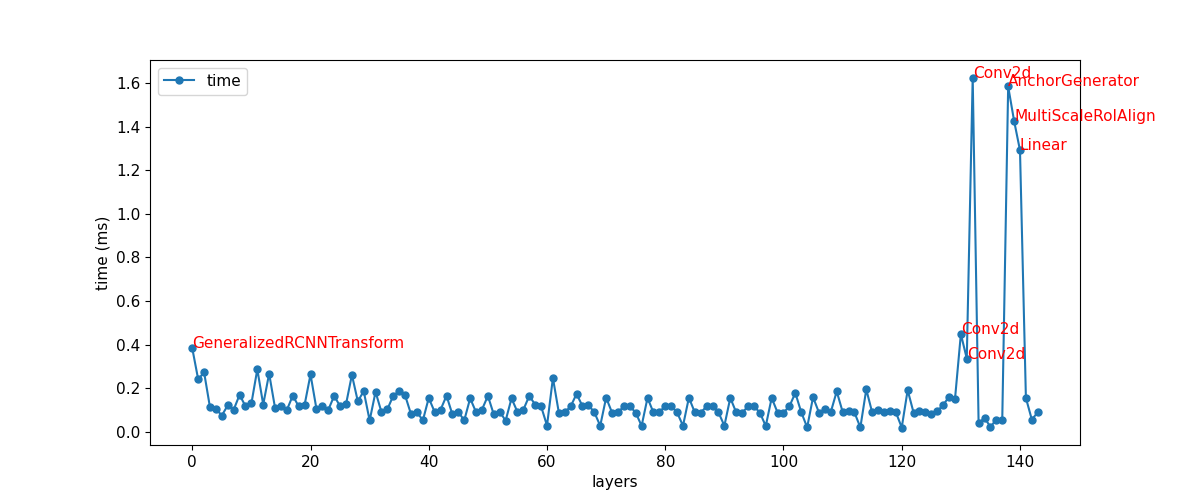 time
Conv2d
AnchorGenerator
MultiScaleRoIAlign
Linear
Conv2d
GeneralizedRCNNTransform
Conv2d
1.6
1.4
1.2
1.0
0.8
0.6
0.4
0.2
0.0
time (ms)
0 20 40 60 80 100 120 140
layers